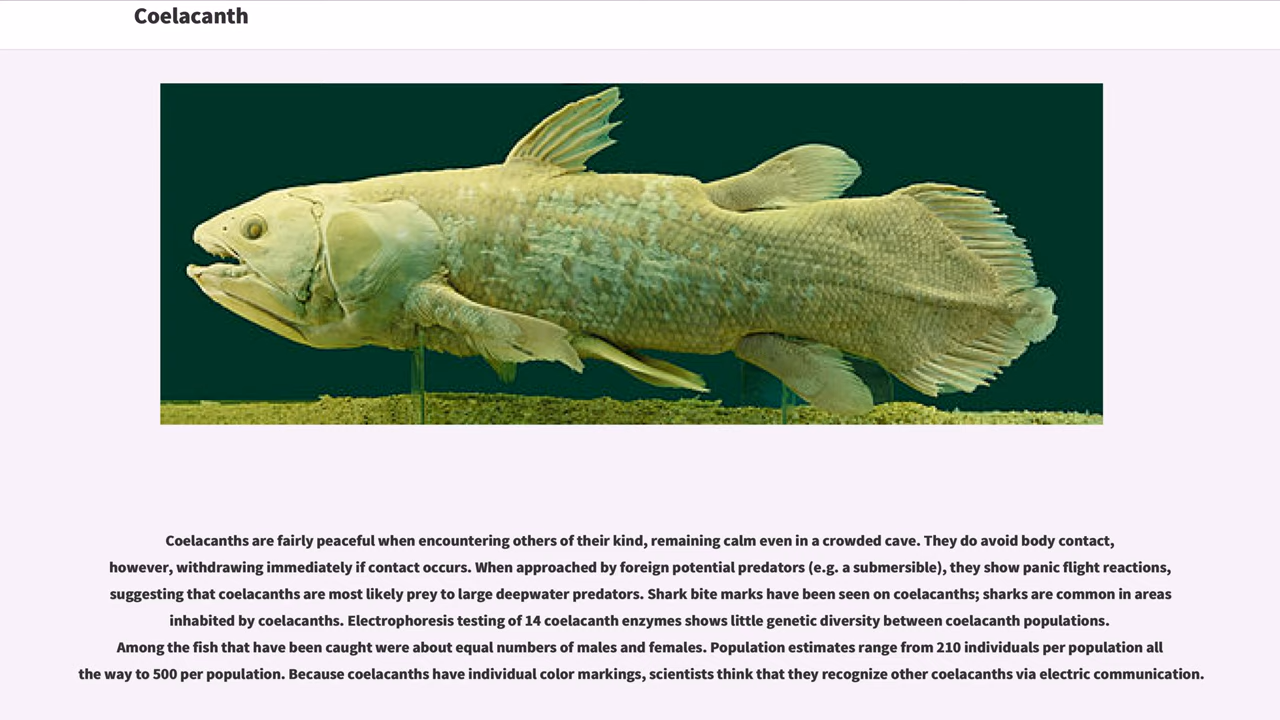 Coelacanth
Coelacanths are fairly peaceful when encountering others of their kind, remaining calm even in a crowded cave. They do avoid body contact,
however, withdrawing immediately if contact occurs. When approached by foreign potential predators (e.g. a submersible), they show panic flight reactions,
suggesting that coelacanths are most likely prey to large deepwater predators. Shark bite marks have been seen on coelacanths; sharks are common in areas
inhabited by coelacanths. Electrophoresis testing of 14 coelacanth enzymes shows little genetic diversity between coelacanth populations.
Among the fish that have been caught were about equal numbers of males and females. Population estimates range from 210 individuals per population all
the way to 500 per population. Because coelacanths have individual color markings, scientists think that they recognize other coelacanths via electric communication.